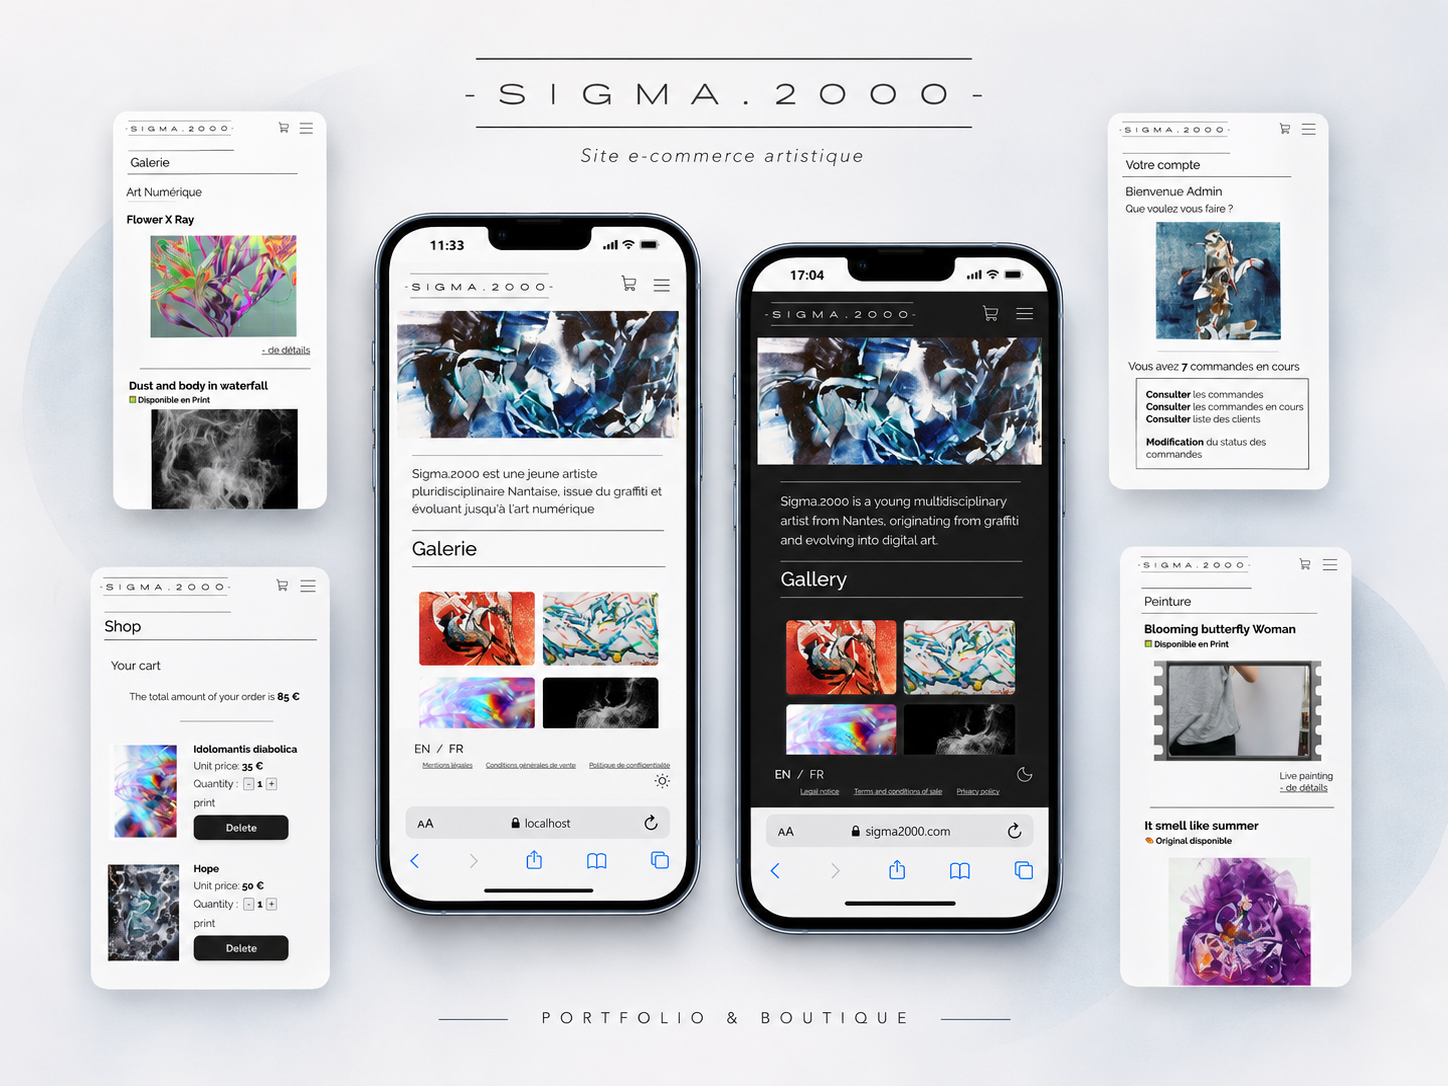 - SIGMA.2000 -
Site e-commerce artistique
-SIGMA.2000-
Galerie
Art Numérique
Flower X Ray
- de détails
Dust and body in waterfall
Disponible en Print
-SIGMA.2000-
Shop
Your cart
The total amount of your order is 85 €
Idolomantis diabolica
Unit price: 35 €
Quantity : - 1 +
print
Delete
Hope
Unit price: 50 €
Quantity : - 1 +
print
Delete
11:33
-SIGMA.2000-
Sigma.2000 est une jeune artiste
pluridisciplinaire Nantaise, issue du graffiti et
évoluant jusqu'à l'art numérique
Galerie
EN / FR
Mentions légales Conditions générales de vente Politique de confidentialité
AA localhost
17:04
-SIGMA.2000-
Sigma.2000 is a young multidisciplinary
artist from Nantes, originating from graffiti
and evolving into digital art.
Gallery
EN / FR
Legal notice Terms and conditions of sale Privacy policy
AA sigma2000.com
-SIGMA.2000-
Votre compte
Bienvenue Admin
Que voulez vous faire ?
Vous avez 7 commandes en cours
Consulter les commandes
Consulter les commandes en cours
Consulter liste des clients
Modification du status des
commandes
-SIGMA.2000-
Peinture
Blooming butterfly Woman
Disponible en Print
Live painting
- de détails
It smell like summer
Original disponible
PORTFOLIO & BOUTIQUE